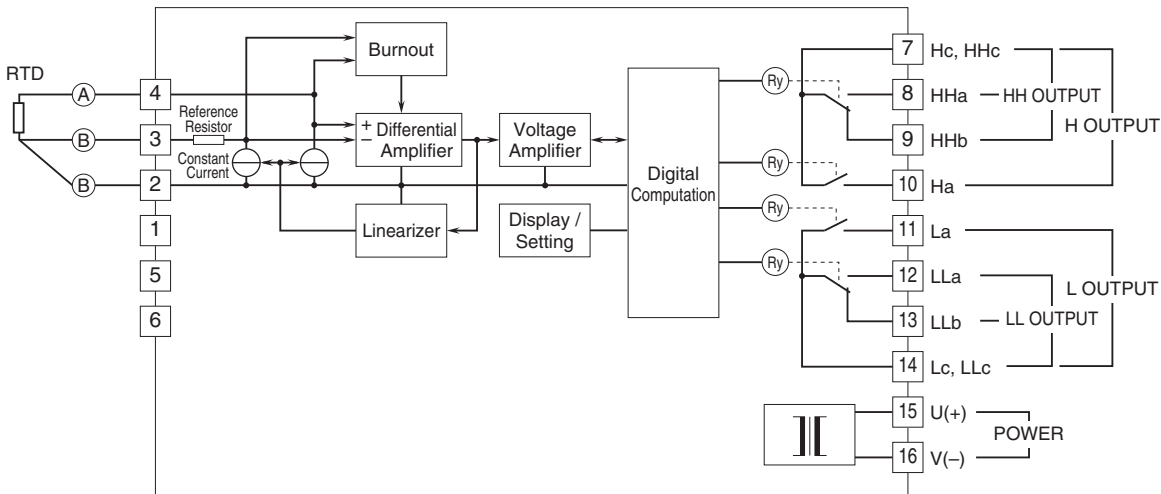 RTD
A
B
B
4
3
2
1
5
6
Reference
Resistor
Constant
Current
Burnout
+
−
Differential
Amplifier
Linearizer
Voltage
Amplifier
Display /
Setting
Digital
Computation
Ry
Ry
Ry
Ry
7 Hc, HHc
8 HHa
9 HHb
10 Ha
11 La
12 LLa
13 LLb
14 Lc, LLc
15 U(+)
16 V(–)
HH OUTPUT
H OUTPUT
L OUTPUT
LL OUTPUT
POWER